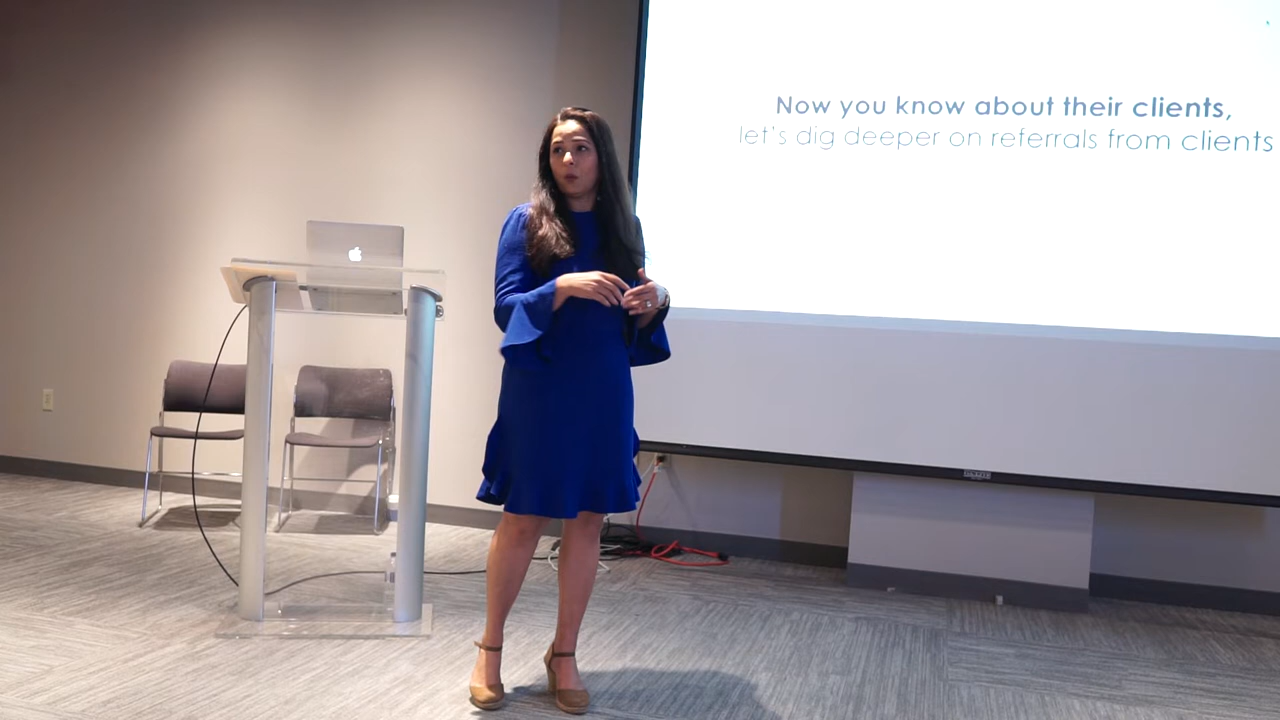 Now you know about their clients,
let's dig deeper on referrals from clients